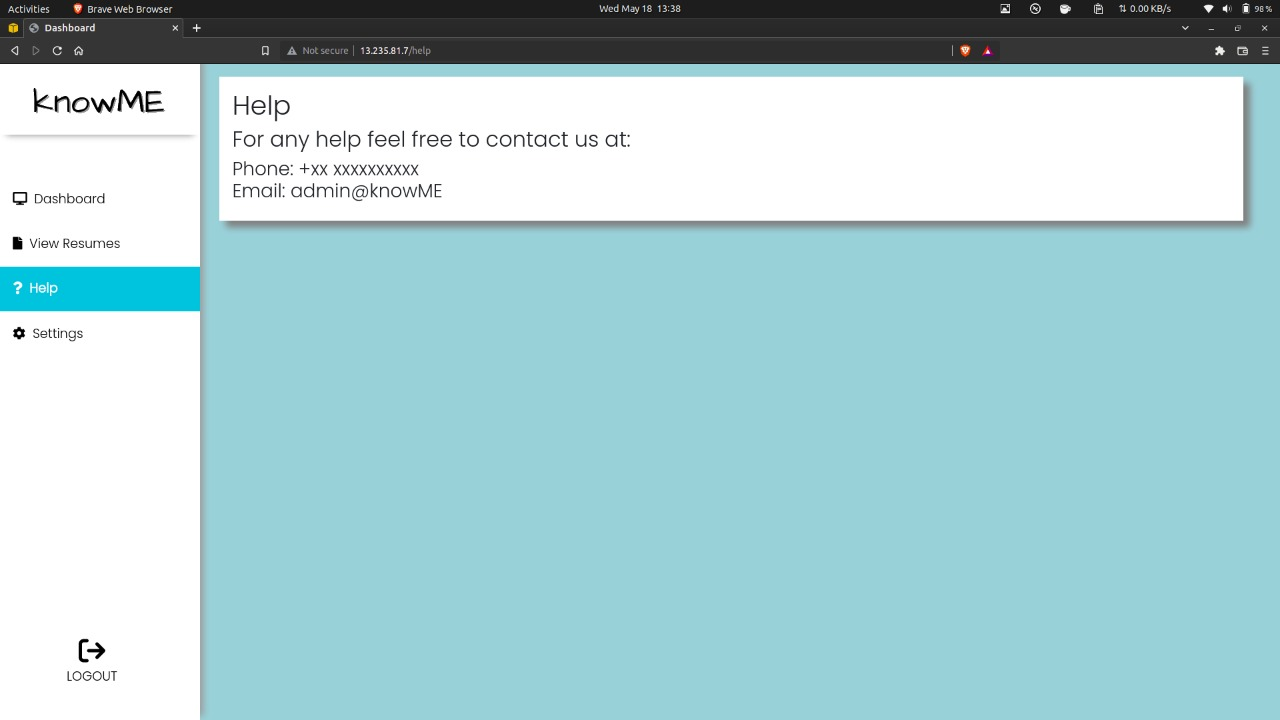 Activities Brave Web Browser Wed May 18 13:38 0.00 KB/s 98 %
Dashboard
Not secure 13.235.81.7/help
knowME
Dashboard
View Resumes
Help
Settings
LOGOUT
Help
For any help feel free to contact us at:
Phone: +xx xxxxxxxxxx
Email: admin@knowME